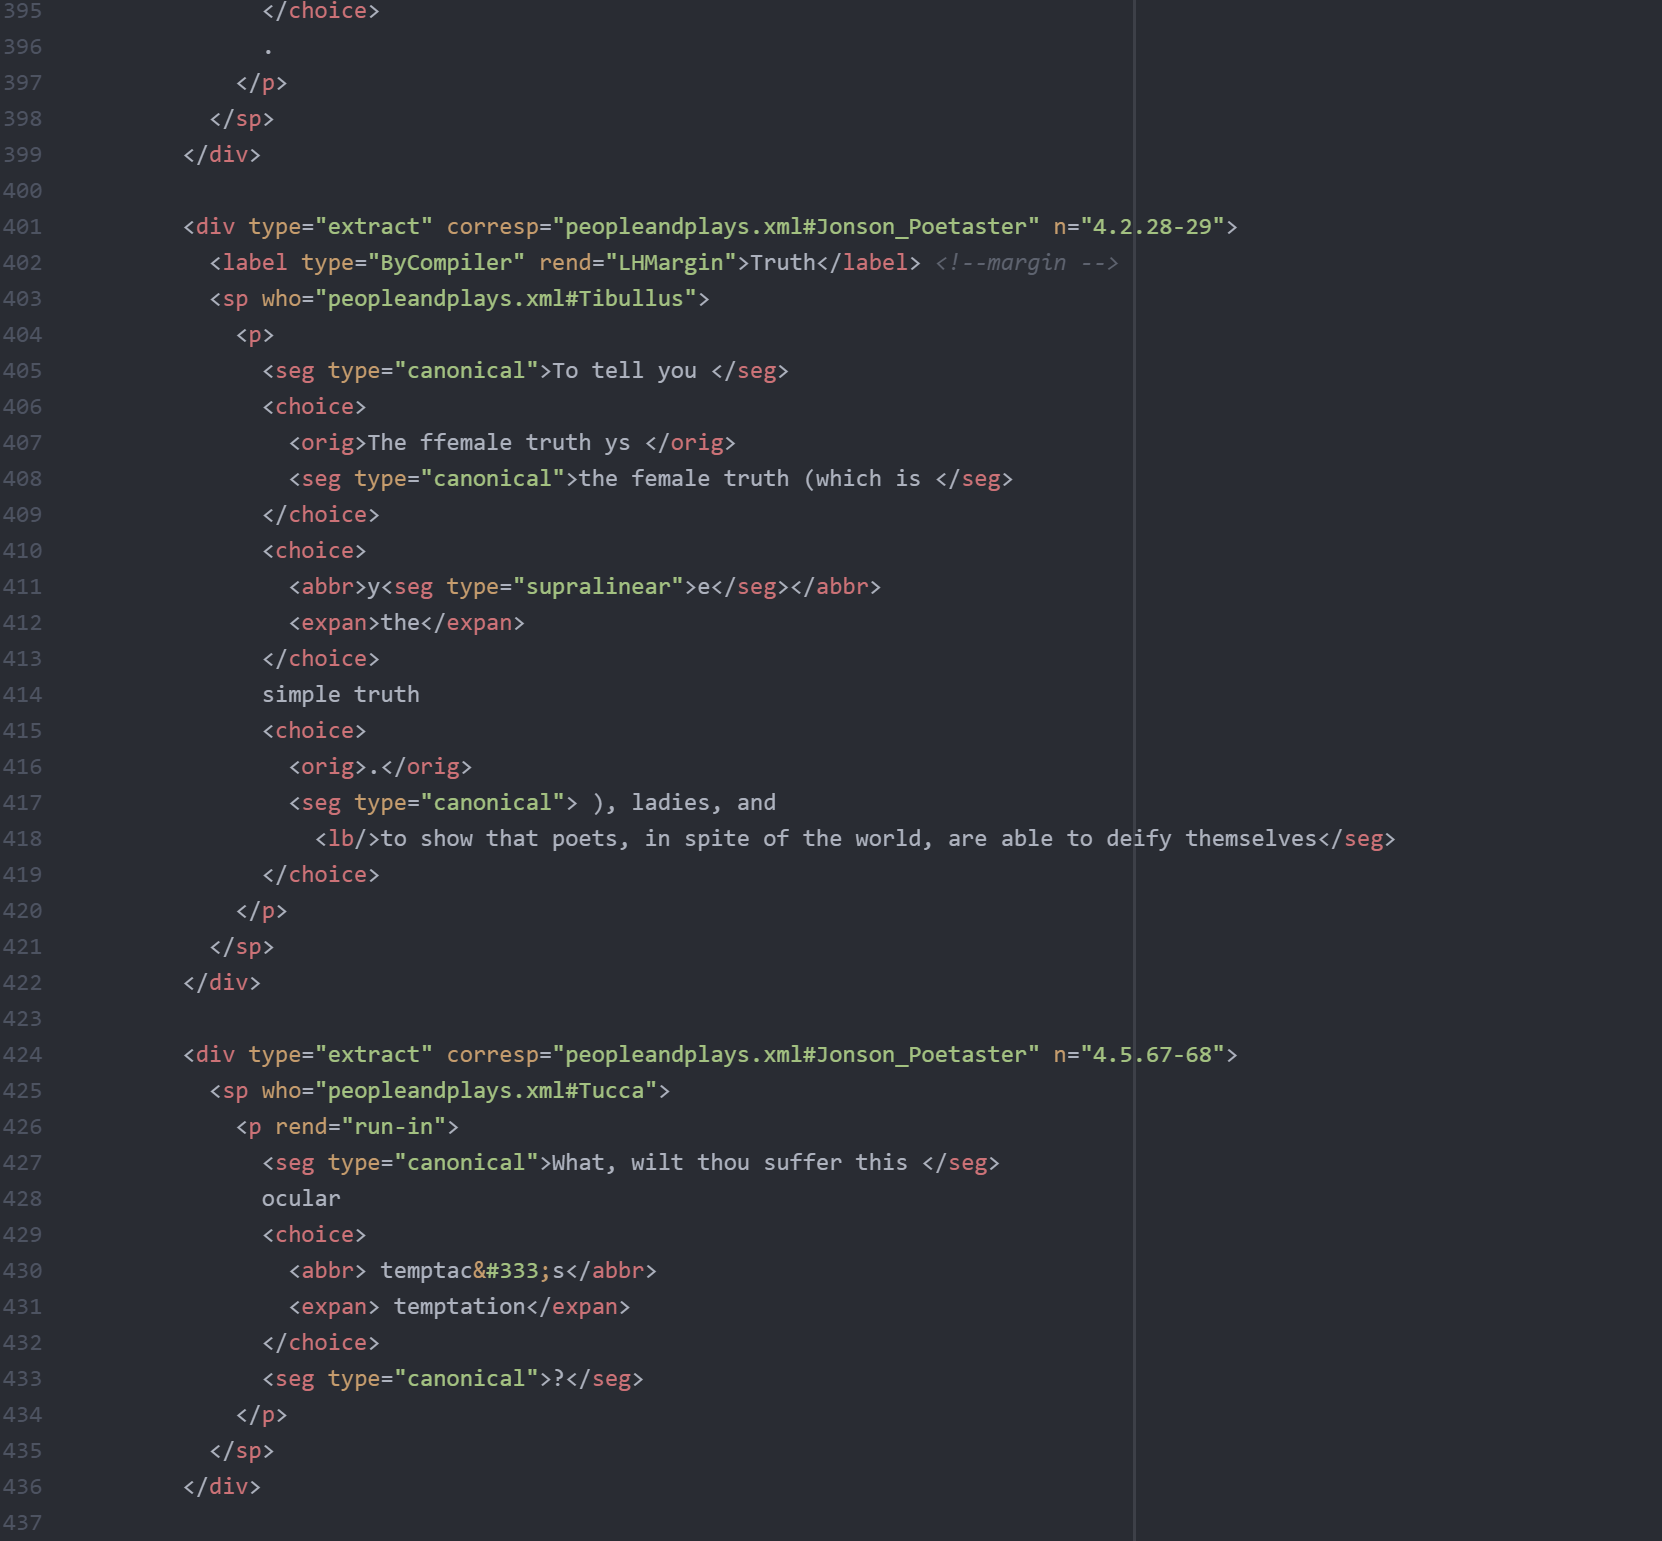 395 </choice>
396 .
397 </p>
398 </sp>
399 </div>
400
401 <div type="extract" corresp="peopleandplays.xml#Jonson_Poetaster" n="4.2.28-29">
402 <label type="ByCompiler" rend="LHMargin">Truth</label> <!--margin -->
403 <sp who="peopleandplays.xml#Tibullus">
404 <p>
405 <seg type="canonical">To tell you </seg>
406 <choice>
407 <orig>The ffemale truth ys </orig>
408 <seg type="canonical">the female truth (which is </seg>
409 </choice>
410 <choice>
411 <abbr>y<seg type="supralinear">e</seg></abbr>
412 <expan>the</expan>
413 </choice>
414 simple truth
415 <choice>
416 <orig>.</orig>
417 <seg type="canonical"> ), ladies, and
418 <lb/>to show that poets, in spite of the world, are able to deify themselves</seg>
419 </choice>
420 </p>
421 </sp>
422 </div>
423
424 <div type="extract" corresp="peopleandplays.xml#Jonson_Poetaster" n="4.5.67-68">
425 <sp who="peopleandplays.xml#Tucca">
426 <p rend="run-in">
427 <seg type="canonical">What, wilt thou suffer this </seg>
428 ocular
429 <choice>
430 <abbr> temptac&#333;s</abbr>
431 <expan> temptation</expan>
432 </choice>
433 <seg type="canonical">?</seg>
434 </p>
435 </sp>
436 </div>
437